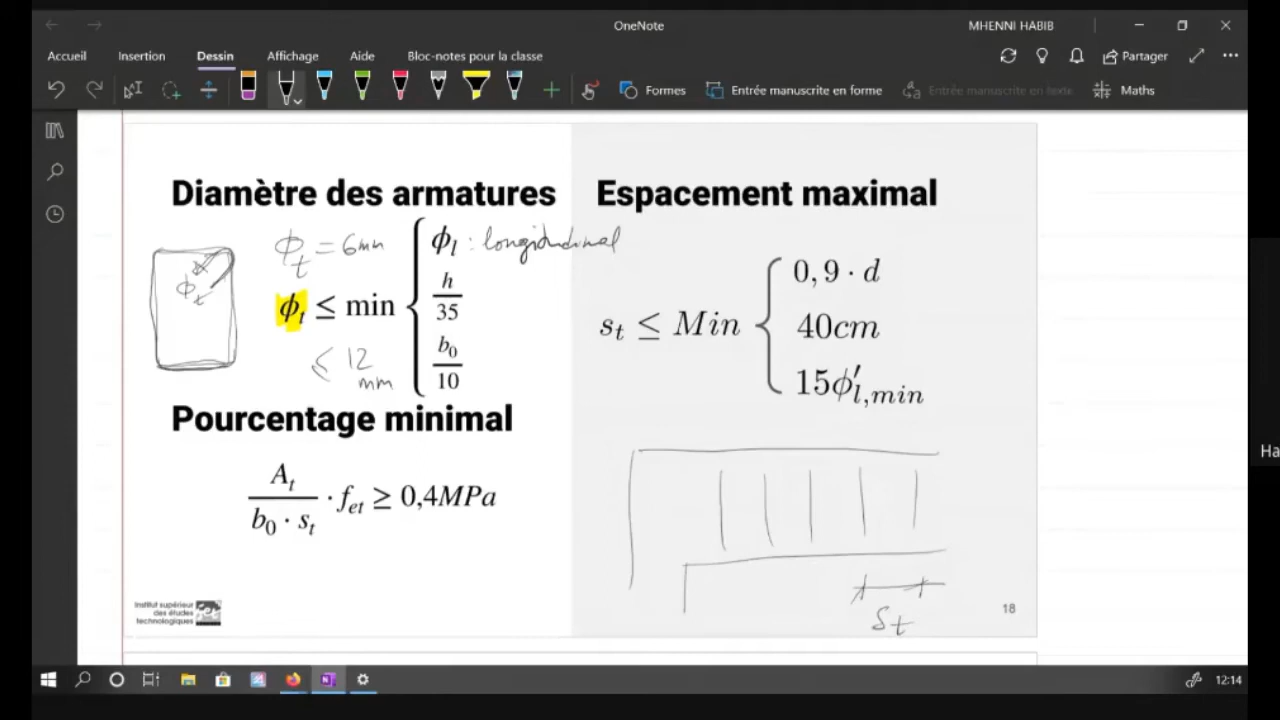 OneNote
MHENNI HABIB
Accueil Insertion Dessin Affichage Aide Bloc-notes pour la classe Partager
Formes Entrée manuscrite en forme Entrée manuscrite en texte Maths
Diamètre des armatures
ϕt = 6mm
ϕl : longitudinal
ϕt ≤ min
h/35
b0/10
≤ 12 mm
ϕt
Pourcentage minimal
At/(b0 · st) · fet ≥ 0,4MPa
Institut supérieur
des études
technologiques
Espacement maximal
0,9 · d
st ≤ Min
40cm
15ϕ′l,min
St
18
Ha
12:14